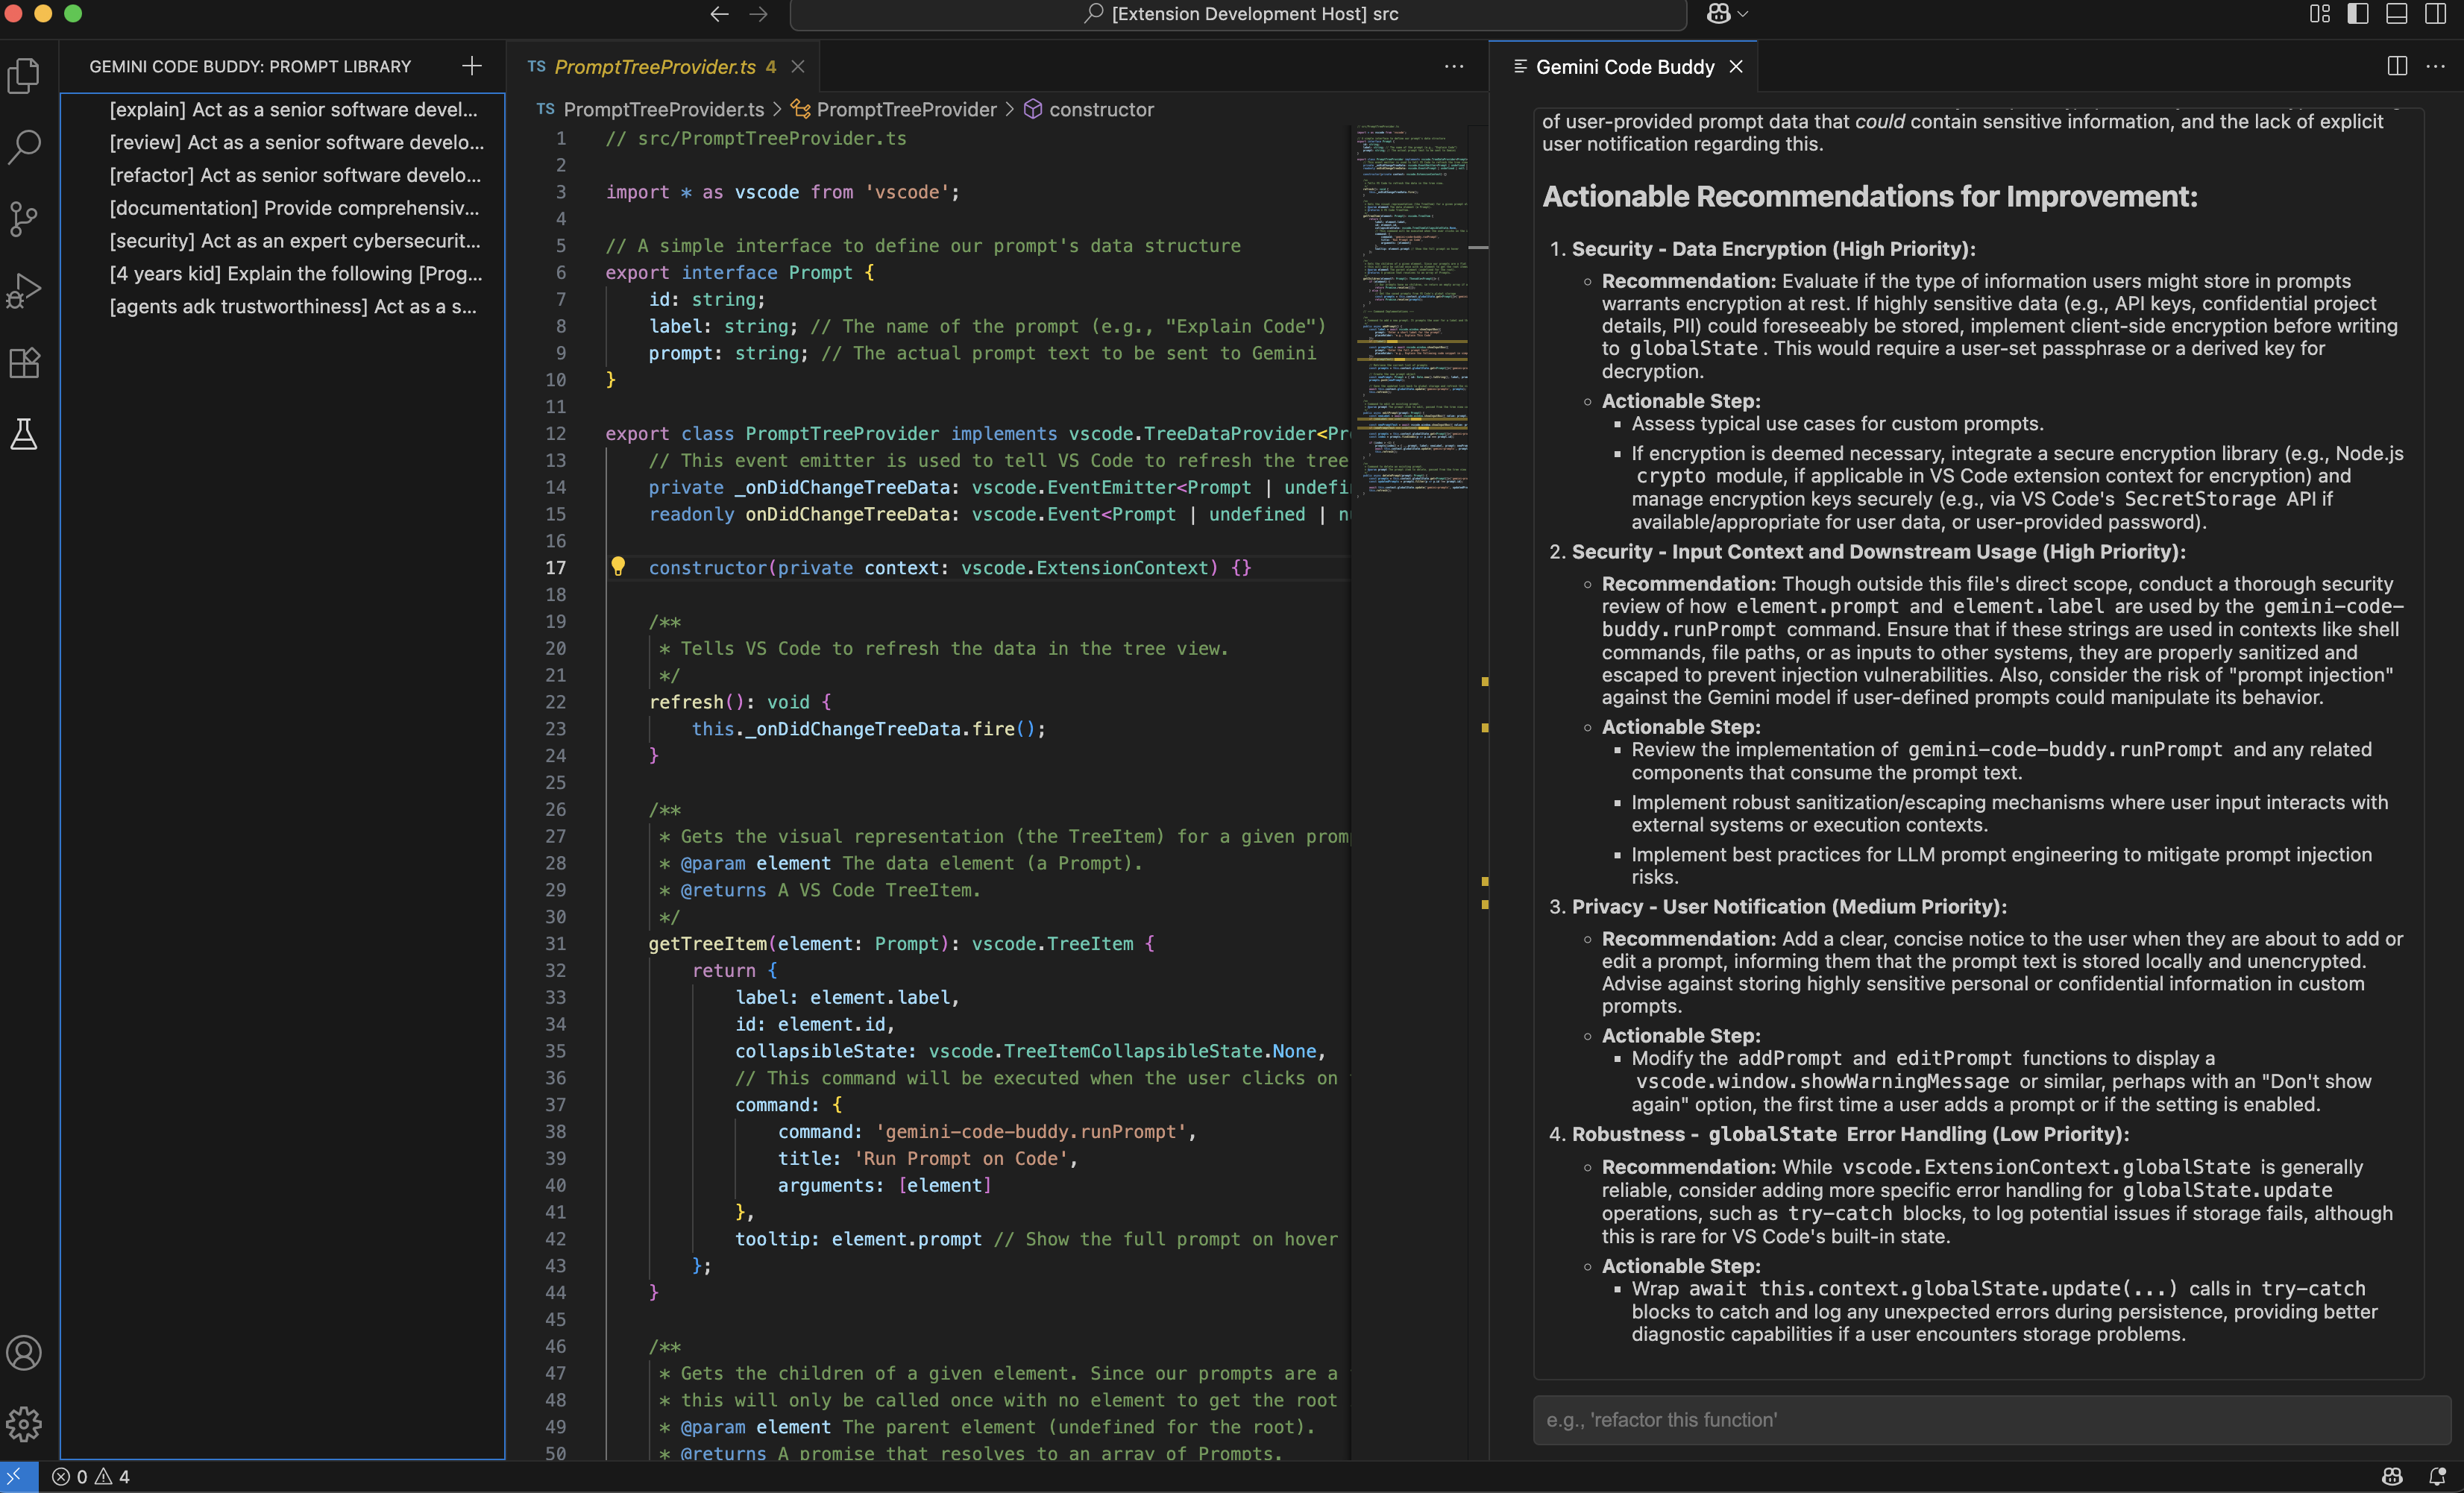 [Extension Development Host] src
GEMINI CODE BUDDY: PROMPT LIBRARY
[explain] Act as a senior software devel...
[review] Act as a senior software develo...
[refactor] Act as senior software develo...
[documentation] Provide comprehensiv...
[security] Act as an expert cybersecurit...
[4 years kid] Explain the following [Prog...
[agents adk trustworthiness] Act as a s...
TS PromptTreeProvider.ts 4
TS PromptTreeProvider.ts > PromptTreeProvider > constructor
1 // src/PromptTreeProvider.ts
2
3 import * as vscode from 'vscode';
4
5 // A simple interface to define our prompt's data structure
6 export interface Prompt {
7 id: string;
8 label: string; // The name of the prompt (e.g., "Explain Code")
9 prompt: string; // The actual prompt text to be sent to Gemini
10 }
11
12 export class PromptTreeProvider implements vscode.TreeDataProvider<Pr
13 // This event emitter is used to tell VS Code to refresh the tree
14 private _onDidChangeTreeData: vscode.EventEmitter<Prompt | undefi
15 readonly onDidChangeTreeData: vscode.Event<Prompt | undefined | n
16
17 constructor(private context: vscode.ExtensionContext) {}
18
19 /**
20 * Tells VS Code to refresh the data in the tree view.
21 */
22 refresh(): void {
23 this._onDidChangeTreeData.fire();
24 }
25
26 /**
27 * Gets the visual representation (the TreeItem) for a given prom
28 * @param element The data element (a Prompt).
29 * @returns A VS Code TreeItem.
30 */
31 getTreeItem(element: Prompt): vscode.TreeItem {
32 return {
33 label: element.label,
34 id: element.id,
35 collapsibleState: vscode.TreeItemCollapsibleState.None,
36 // This command will be executed when the user clicks on
37 command: {
38 command: 'gemini-code-buddy.runPrompt',
39 title: 'Run Prompt on Code',
40 arguments: [element]
41 },
42 tooltip: element.prompt // Show the full prompt on hover
43 };
44 }
45
46 /**
47 * Gets the children of a given element. Since our prompts are a
48 * this will only be called once with no element to get the root
49 * @param element The parent element (undefined for the root).
50 * @returns A promise that resolves to an array of Prompts.
Gemini Code Buddy
of user-provided prompt data that could contain sensitive information, and the lack of explicit
user notification regarding this.
Actionable Recommendations for Improvement:
1. Security - Data Encryption (High Priority):
Recommendation: Evaluate if the type of information users might store in prompts
warrants encryption at rest. If highly sensitive data (e.g., API keys, confidential project
details, PII) could foreseeably be stored, implement client-side encryption before writing
to globalState. This would require a user-set passphrase or a derived key for
decryption.
Actionable Step:
Assess typical use cases for custom prompts.
If encryption is deemed necessary, integrate a secure encryption library (e.g., Node.js
crypto module, if applicable in VS Code extension context for encryption) and
manage encryption keys securely (e.g., via VS Code's SecretStorage API if
available/appropriate for user data, or user-provided password).
2. Security - Input Context and Downstream Usage (High Priority):
Recommendation: Though outside this file's direct scope, conduct a thorough security
review of how element.prompt and element.label are used by the gemini-code-
buddy.runPrompt command. Ensure that if these strings are used in contexts like shell
commands, file paths, or as inputs to other systems, they are properly sanitized and
escaped to prevent injection vulnerabilities. Also, consider the risk of "prompt injection"
against the Gemini model if user-defined prompts could manipulate its behavior.
Actionable Step:
Review the implementation of gemini-code-buddy.runPrompt and any related
components that consume the prompt text.
Implement robust sanitization/escaping mechanisms where user input interacts with
external systems or execution contexts.
Implement best practices for LLM prompt engineering to mitigate prompt injection
risks.
3. Privacy - User Notification (Medium Priority):
Recommendation: Add a clear, concise notice to the user when they are about to add or
edit a prompt, informing them that the prompt text is stored locally and unencrypted.
Advise against storing highly sensitive personal or confidential information in custom
prompts.
Actionable Step:
Modify the addPrompt and editPrompt functions to display a
vscode.window.showWarningMessage or similar, perhaps with an "Don't show
again" option, the first time a user adds a prompt or if the setting is enabled.
4. Robustness - globalState Error Handling (Low Priority):
Recommendation: While vscode.ExtensionContext.globalState is generally
reliable, consider adding more specific error handling for globalState.update
operations, such as try-catch blocks, to log potential issues if storage fails, although
this is rare for VS Code's built-in state.
Actionable Step:
Wrap await this.context.globalState.update(...) calls in try-catch
blocks to catch and log any unexpected errors during persistence, providing better
diagnostic capabilities if a user encounters storage problems.
e.g., 'refactor this function'
0 4